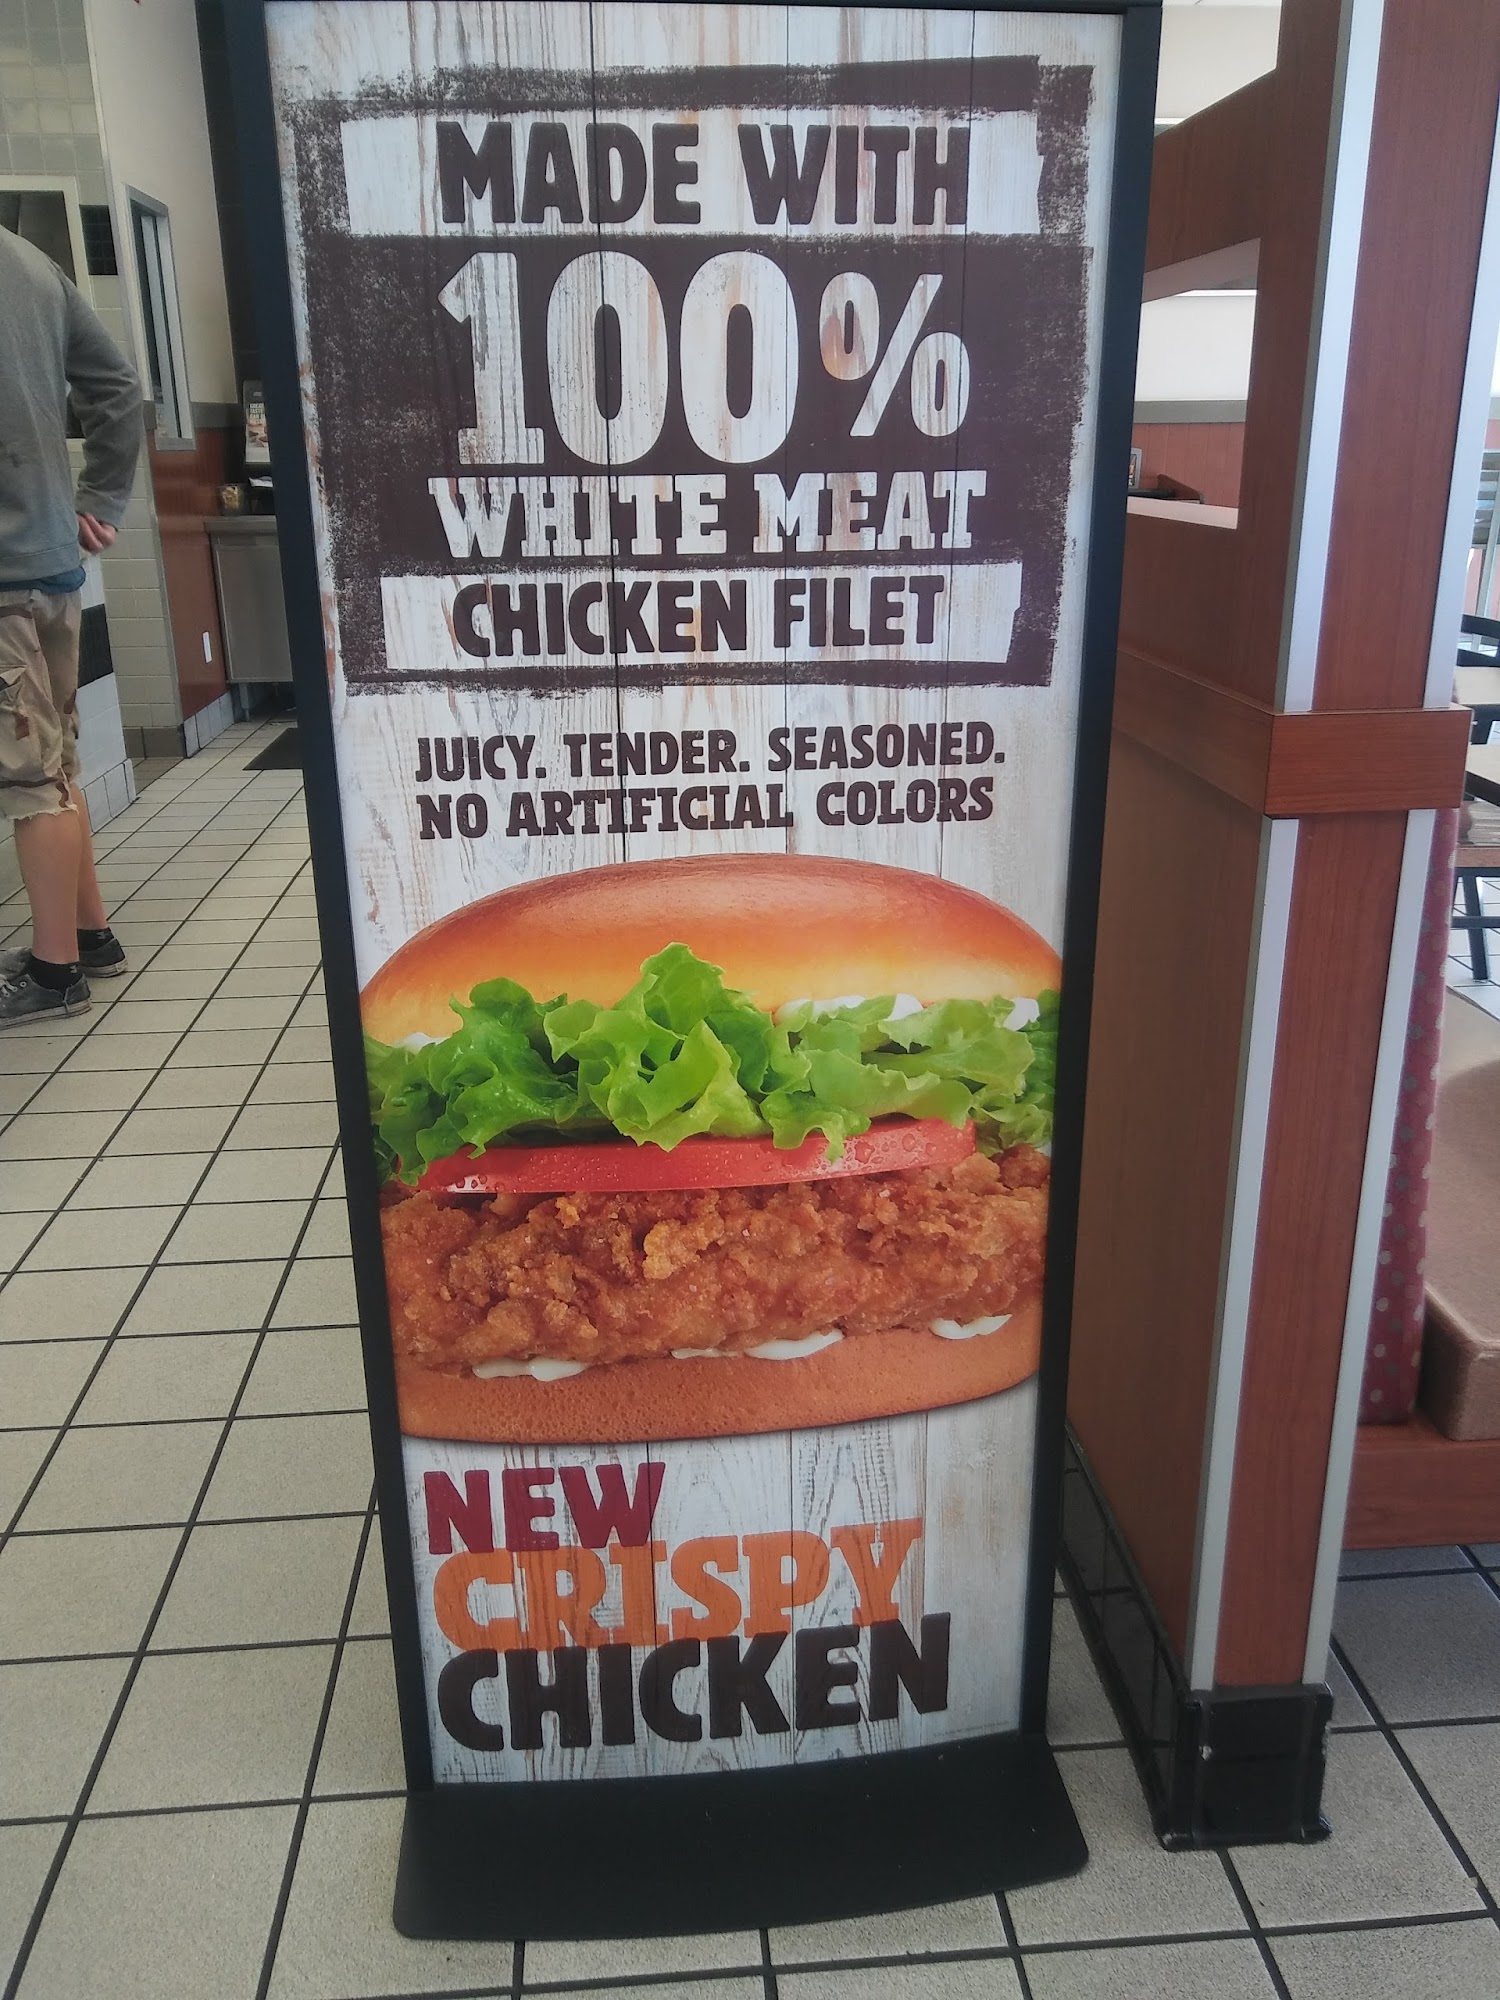 MADE WITH
100%
WHITE MEAT
CHICKEN FILET
JUICY. TENDER. SEASONED.
NO ARTIFICIAL COLORS
NEW
CRISPY
CHICKEN